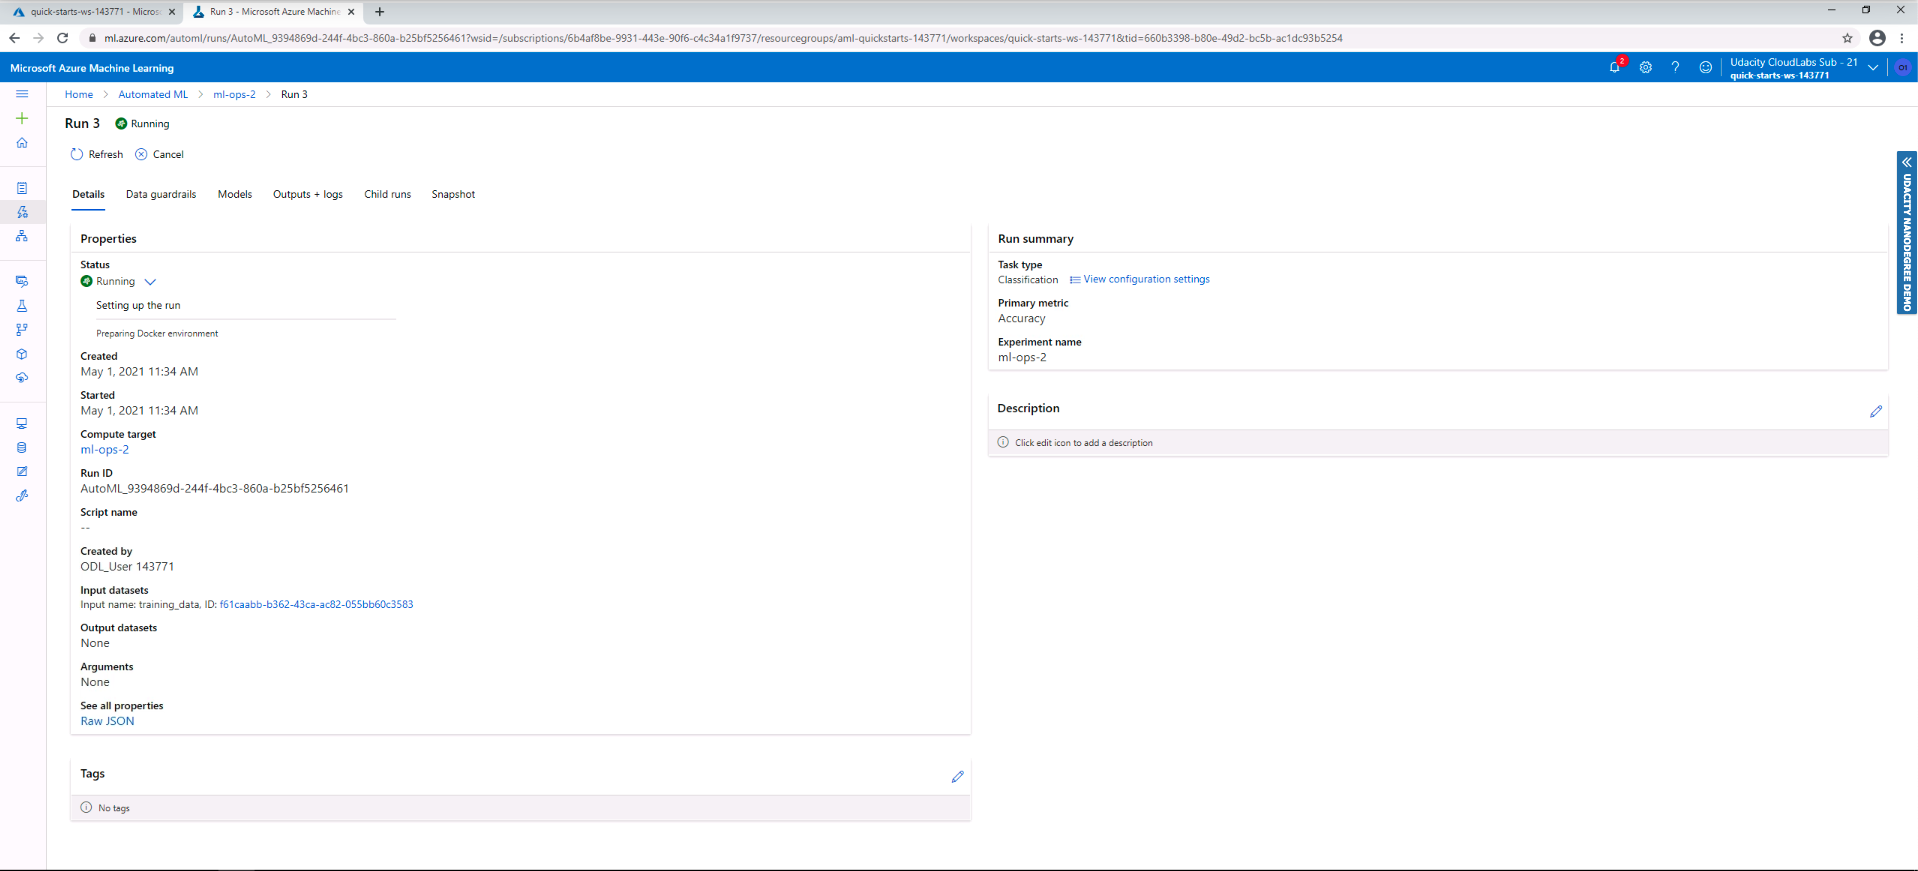 quick-starts-ws-143771 - Micros
Run 3 - Microsoft Azure Machine
ml.azure.com/automl/runs/AutoML_9394869d-244f-4bc3-860a-b25bf5256461?wsid=/subscriptions/6b4af8be-9931-443e-90f6-c4c34a1f9737/resourcegroups/aml-quickstarts-143771/workspaces/quick-starts-ws-143771&tid=660b3398-b80e-49d2-bc5b-ac1dc93b5254
Microsoft Azure Machine Learning
2
Udacity CloudLabs Sub - 21
quick-starts-ws-143771
Home > Automated ML > ml-ops-2 > Run 3
Run 3 Running
Refresh Cancel
Details Data guardrails Models Outputs + logs Child runs Snapshot
Properties
Status
Running
Setting up the run
Preparing Docker environment
Created
May 1, 2021 11:34 AM
Started
May 1, 2021 11:34 AM
Compute target
ml-ops-2
Run ID
AutoML_9394869d-244f-4bc3-860a-b25bf5256461
Script name
--
Created by
ODL_User 143771
Input datasets
Input name: training_data, ID: f61caabb-b362-43ca-ac82-055bb60c3583
Output datasets
None
Arguments
None
See all properties
Raw JSON
Tags
No tags
Run summary
Task type
Classification View configuration settings
Primary metric
Accuracy
Experiment name
ml-ops-2
Description
Click edit icon to add a description
UDACITY NANODEGREE DEMO